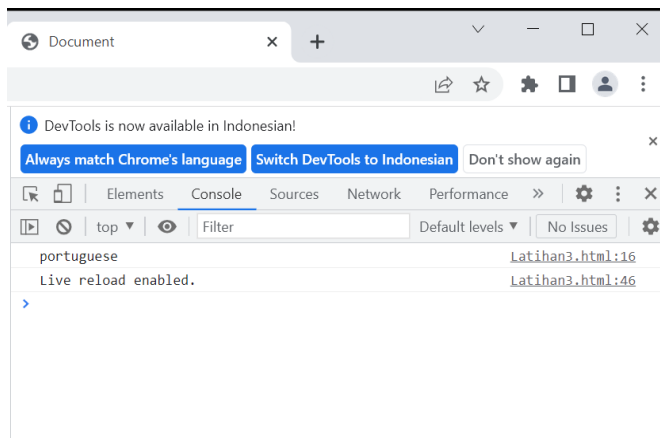 Document
DevTools is now available in Indonesian!
Always match Chrome's language Switch DevTools to Indonesian Don't show again
Elements Console Sources Network Performance
top Filter Default levels No Issues
portuguese Latihan3.html:16
Live reload enabled. Latihan3.html:46